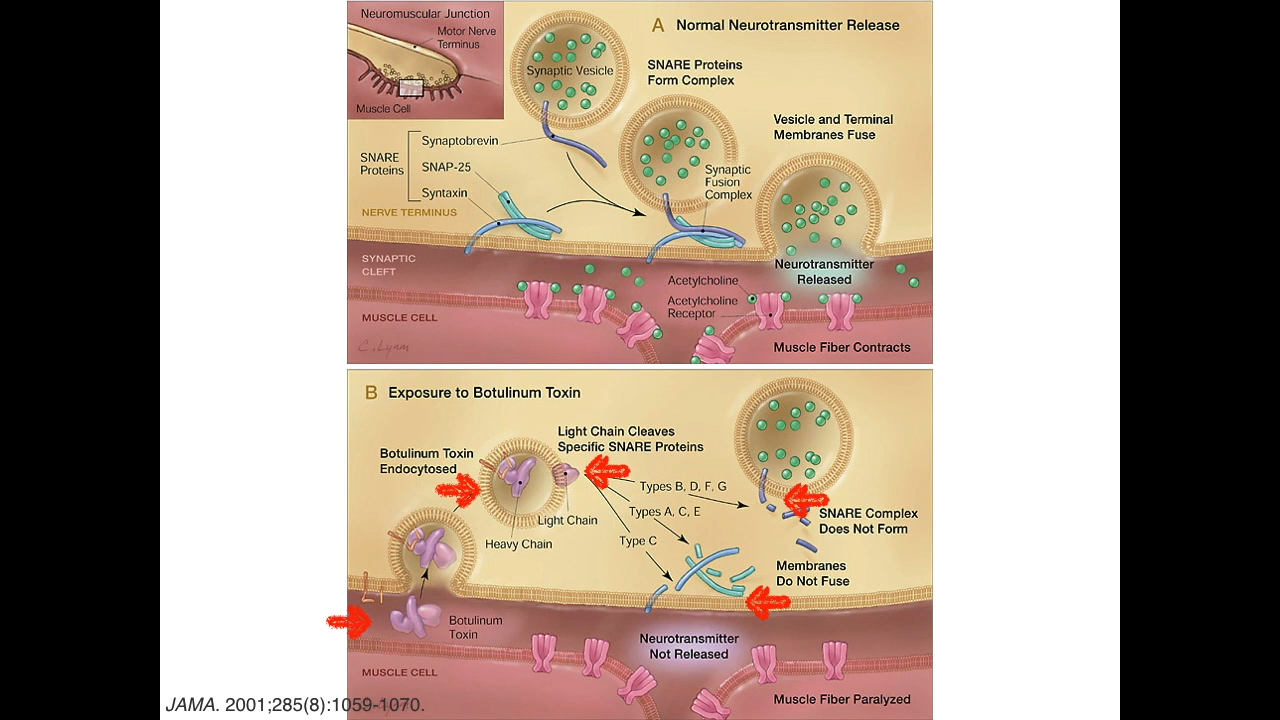 Neuromuscular Junction
Motor Nerve
Terminus
Muscle Cell
A Normal Neurotransmitter Release
Synaptic Vesicle
SNARE Proteins
Form Complex
Vesicle and Terminal
Membranes Fuse
SNARE
Proteins
Synaptobrevin
SNAP-25
Syntaxin
Synaptic
Fusion
Complex
NERVE TERMINUS
SYNAPTIC
CLEFT
Neurotransmitter
Released
Acetylcholine
Acetylcholine
Receptor
MUSCLE CELL
C. Lynm
Muscle Fiber Contracts
B Exposure to Botulinum Toxin
Light Chain Cleaves
Specific SNARE Proteins
Botulinum Toxin
Endocytosed
Types B, D, F, G
Types A, C, E
Type C
Light Chain
Heavy Chain
SNARE Complex
Does Not Form
Membranes
Do Not Fuse
Botulinum
Toxin
Neurotransmitter
Not Released
MUSCLE CELL
Muscle Fiber Paralyzed
JAMA. 2001;285(8):1059-1070.